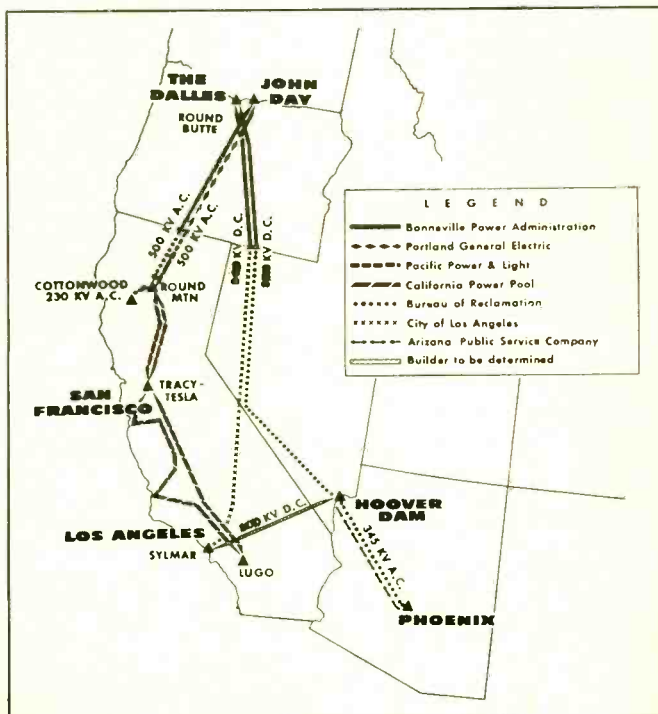 THE
DALLES
JOHN
DAY
ROUND
BUTTE
500 KV A.C.
500 KV A.C.
KV D.C.
KV D.C.
COTTONWOOD
230 KV A.C.
ROUND
MTN
LEGEND
Bonneville Power Administration
Portland General Electric
Pacific Power & Light
California Power Pool
Bureau of Reclamation
City of Los Angeles
Arizona Public Service Company
Builder to be determined
SAN
FRANCISCO
TRACY-
TESLA
LOS ANGELES
SYLMAR
LUGO
KV D.C.
HOOVER
DAM
345 KV A.C.
PHOENIX